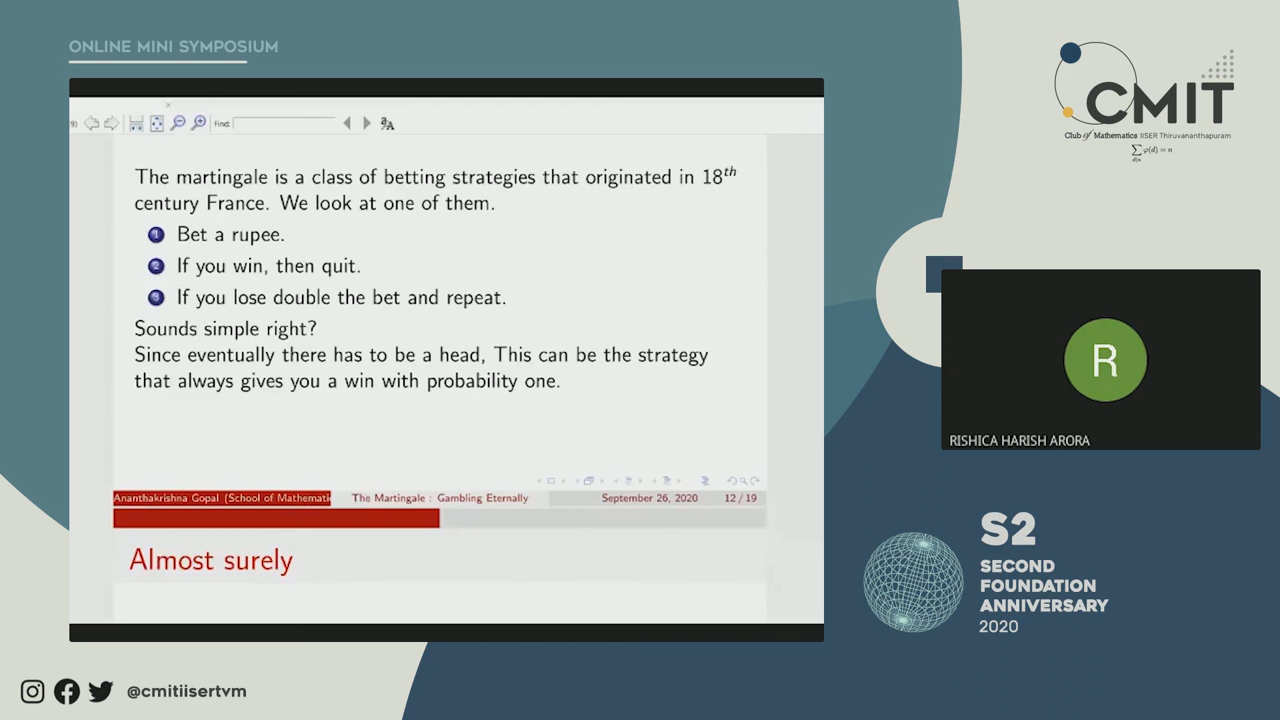 ONLINE MINI SYMPOSIUM
CMIT
Club of Mathematics IISER Thiruvananthapuram
∑ φ(d) = n
d|n
9)
Find:
The martingale is a class of betting strategies that originated in 18th
century France. We look at one of them.
1 Bet a rupee.
2 If you win, then quit.
3 If you lose double the bet and repeat.
Sounds simple right?
Since eventually there has to be a head, This can be the strategy
that always gives you a win with probability one.
Ananthakrishna Gopal (School of Mathemati The Martingale : Gambling Eternally September 26, 2020 12 / 19
Almost surely
R
RISHICA HARISH ARORA
S2
SECOND
FOUNDATION
ANNIVERSARY
2020
@cmitiisertvm